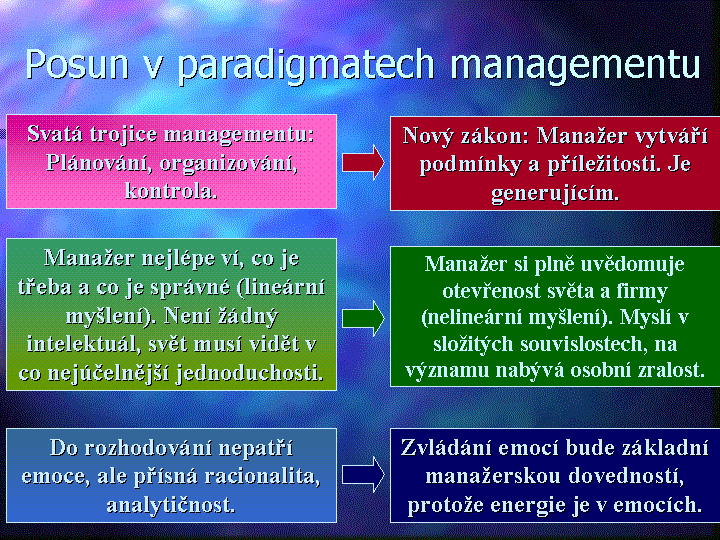 Posun v paradigmatech managementu
Svatá trojice managementu:
Plánování, organizování,
kontrola.
Nový zákon: Manažer vytváří
podmínky a příležitosti. Je
generujícím.
Manažer nejlépe ví, co je
třeba a co je správné (lineární
myšlení). Není žádný
intelektuál, svět musí vidět v
co nejúčelnější jednoduchosti.
Manažer si plně uvědomuje
otevřenost světa a firmy
(nelineární myšlení). Myslí v
složitých souvislostech, na
významu nabývá osobní zralost.
Do rozhodování nepatří
emoce, ale přísná racionalita,
analytičnost.
Zvládání emocí bude základní
manažerskou dovedností,
protože energie je v emocích.